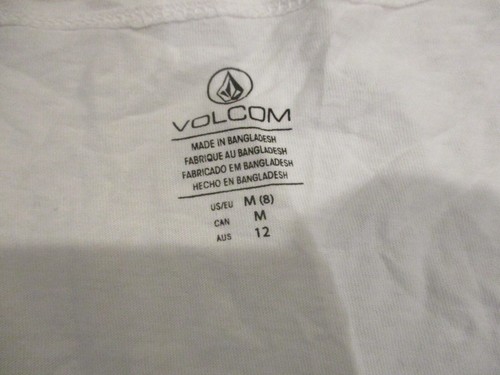 VOLCOM
MADE IN BANGLADESH
FABRIQUE AU BANGLADESH
FABRICADO EM BANGLADESH
HECHO EN BANGLADESH
US/EU M (8)
CAN M
AUS 12